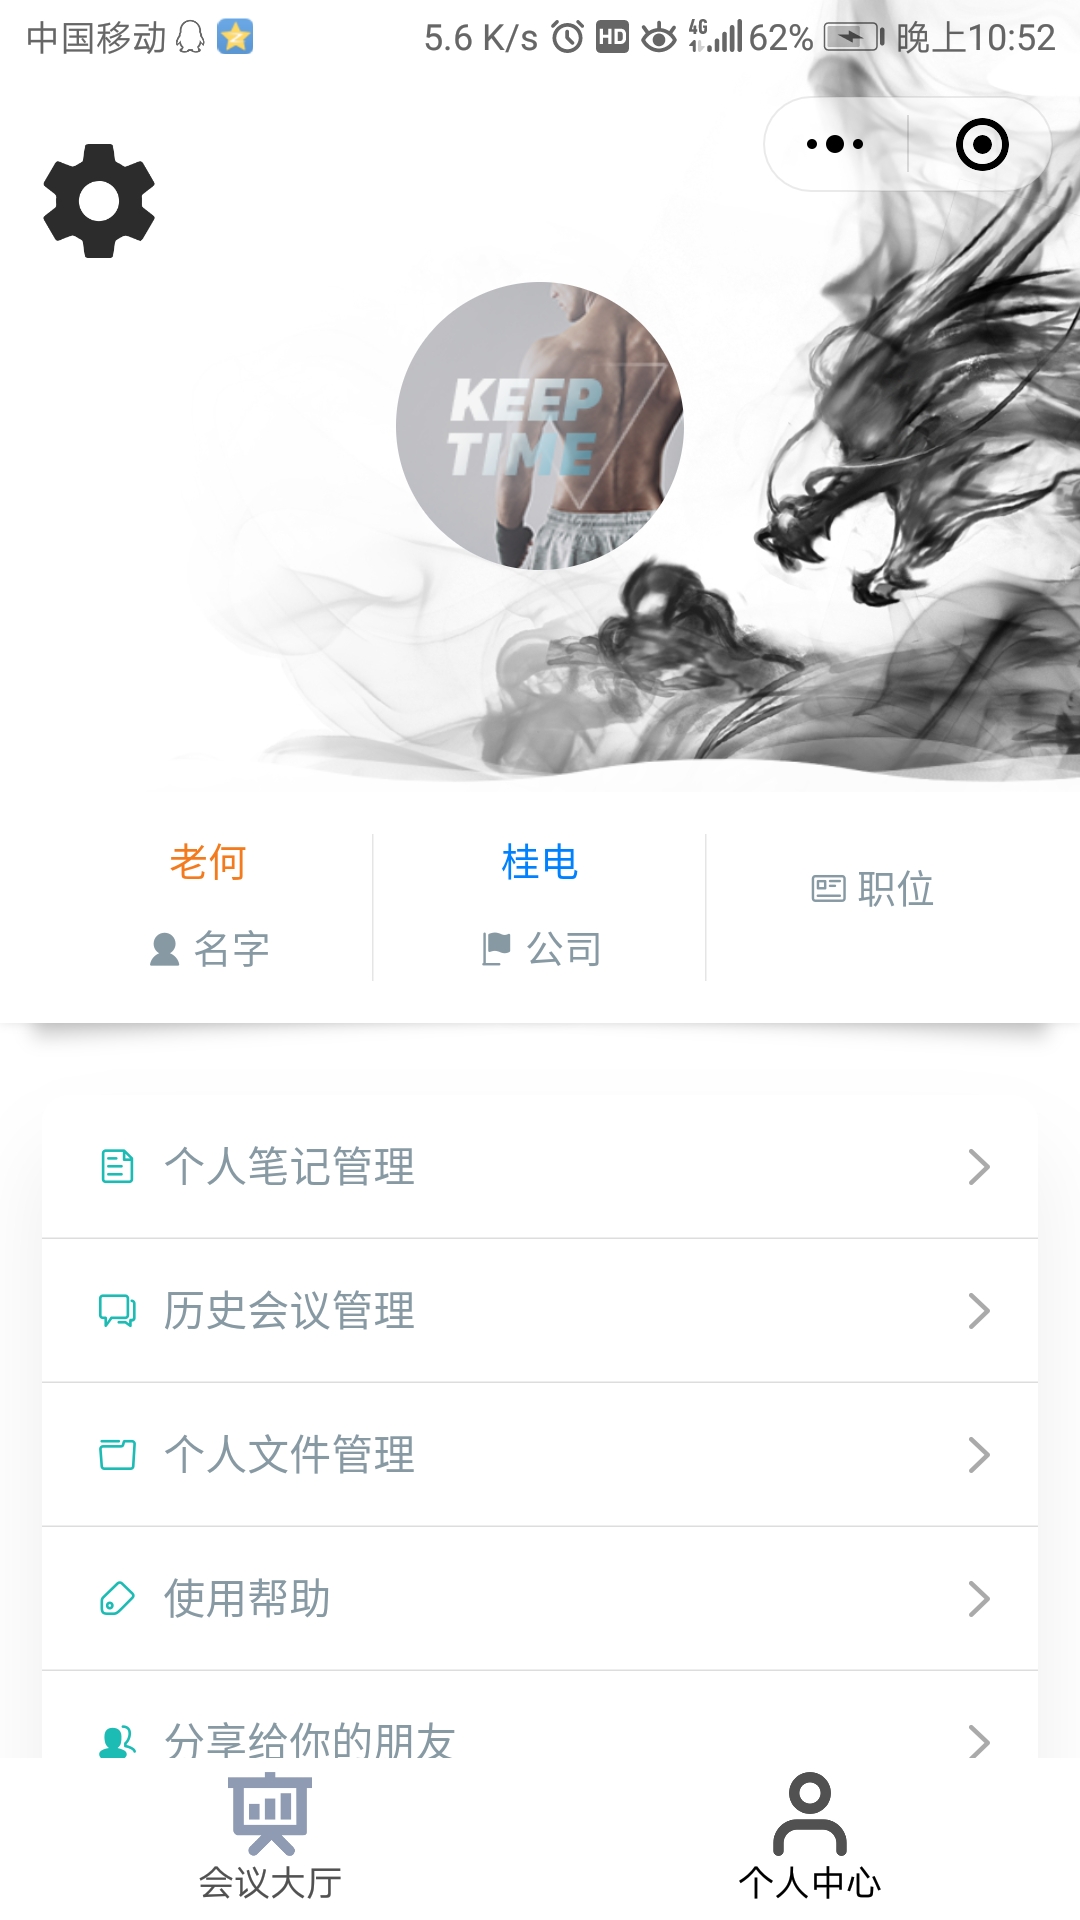 中国移动 5.6 K/s HD 4G 62% 晚上10:52
KEEP
TIME
老何 桂电
名字 公司 职位
个人笔记管理
历史会议管理
个人文件管理
使用帮助
分享给你的朋友
会议大厅 个人中心